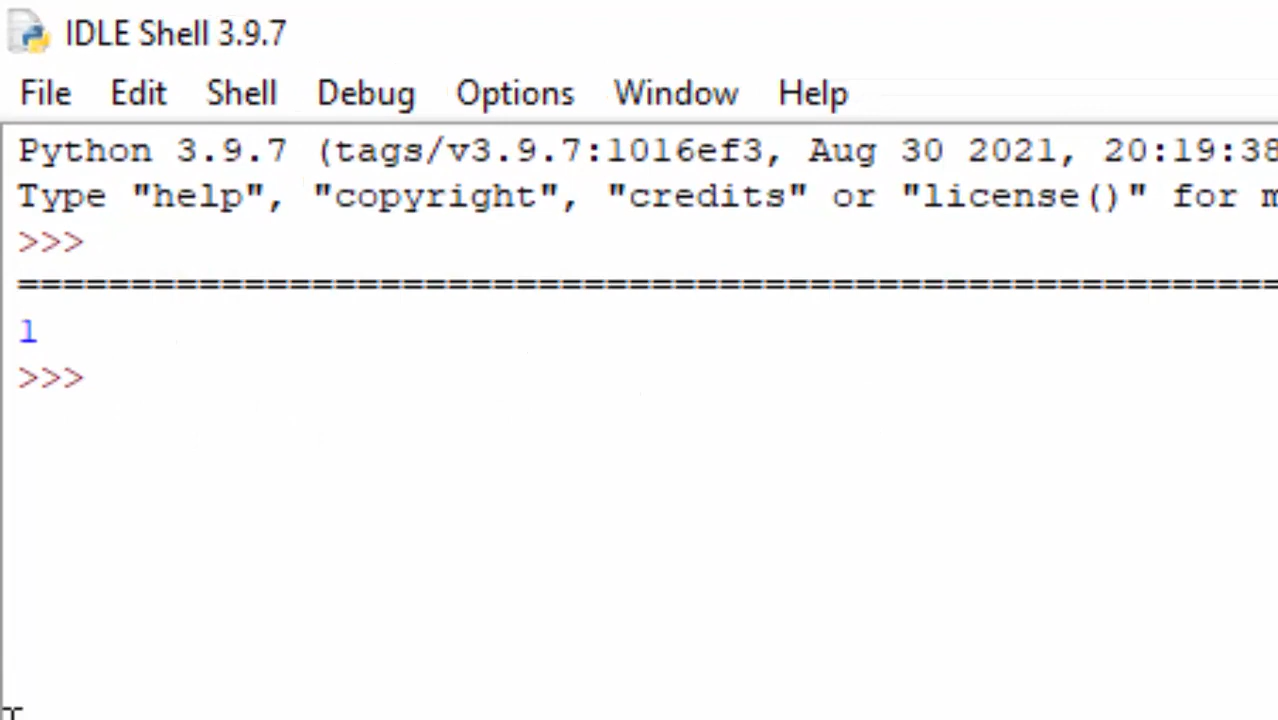 IDLE Shell 3.9.7
File Edit Shell Debug Options Window Help
Python 3.9.7 (tags/v3.9.7:1016ef3, Aug 30 2021, 20:19:38
Type "help", "copyright", "credits" or "license()" for m
>>>
========================================================
1
>>>